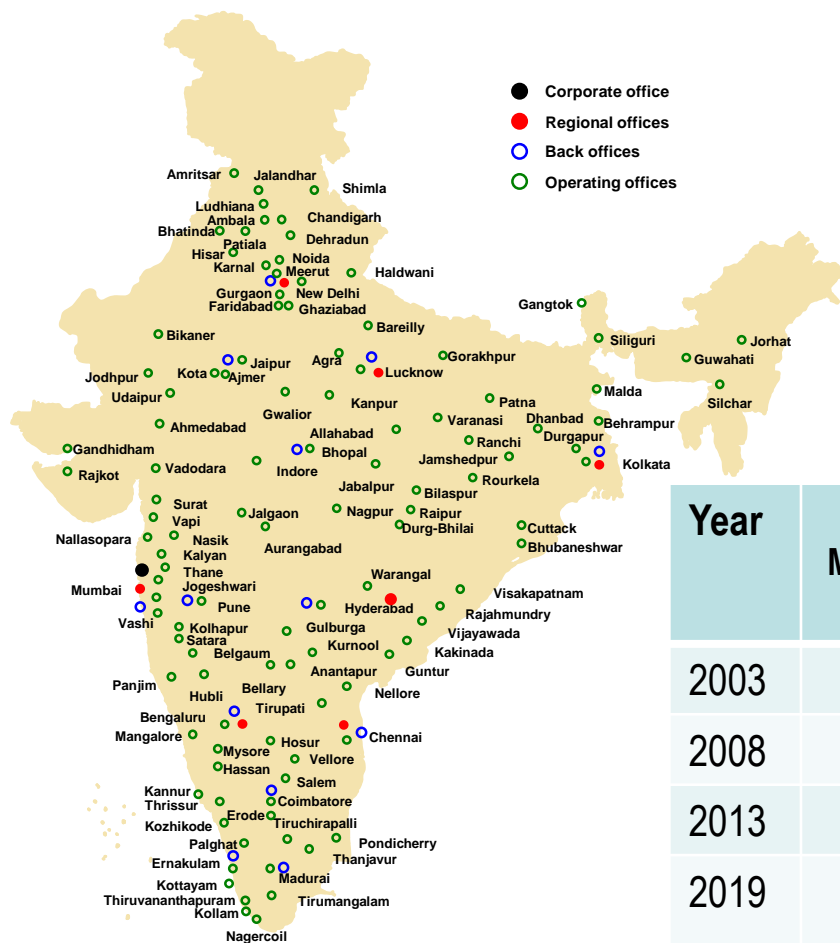 Corporate office
Regional offices
Back offices
Operating offices
Amritsar
Jalandhar
Shimla
Ludhiana
Ambala
Chandigarh
Bhatinda
Patiala
Dehradun
Hisar
Noida
Karnal
Meerut
Haldwani
Gurgaon
New Delhi
Faridabad
Ghaziabad
Gangtok
Bikaner
Bareilly
Siliguri
Jorhat
Jaipur
Agra
Gorakhpur
Guwahati
Jodhpur
Kota
Ajmer
Lucknow
Udaipur
Gwalior
Kanpur
Patna
Malda
Silchar
Ahmedabad
Allahabad
Varanasi
Dhanbad
Behrampur
Gandhidham
Bhopal
Ranchi
Durgapur
Rajkot
Vadodara
Indore
Jamshedpur
Kolkata
Jabalpur
Rourkela
Surat
Bilaspur
Vapi
Jalgaon
Nagpur
Raipur
Nallasopara
Nasik
Aurangabad
Durg-Bhilai
Cuttack
Kalyan
Bhubaneshwar
Thane
Warangal
Mumbai
Jogeshwari
Visakapatnam
Vashi
Pune
Hyderabad
Rajahmundry
Kolhapur
Gulburga
Vijayawada
Satara
Kurnool
Kakinada
Belgaum
Anantapur
Guntur
Panjim
Hubli
Bellary
Nellore
Tirupati
Bengaluru
Mangalore
Hosur
Chennai
Mysore
Vellore
Hassan
Salem
Kannur
Coimbatore
Thrissur
Erode
Kozhikode
Tiruchirapalli
Palghat
Pondicherry
Ernakulam
Thanjavur
Kottayam
Madurai
Thiruvananthapuram
Tirumangalam
Kollam
Nagercoil
Year
2003
2008
2013
2019